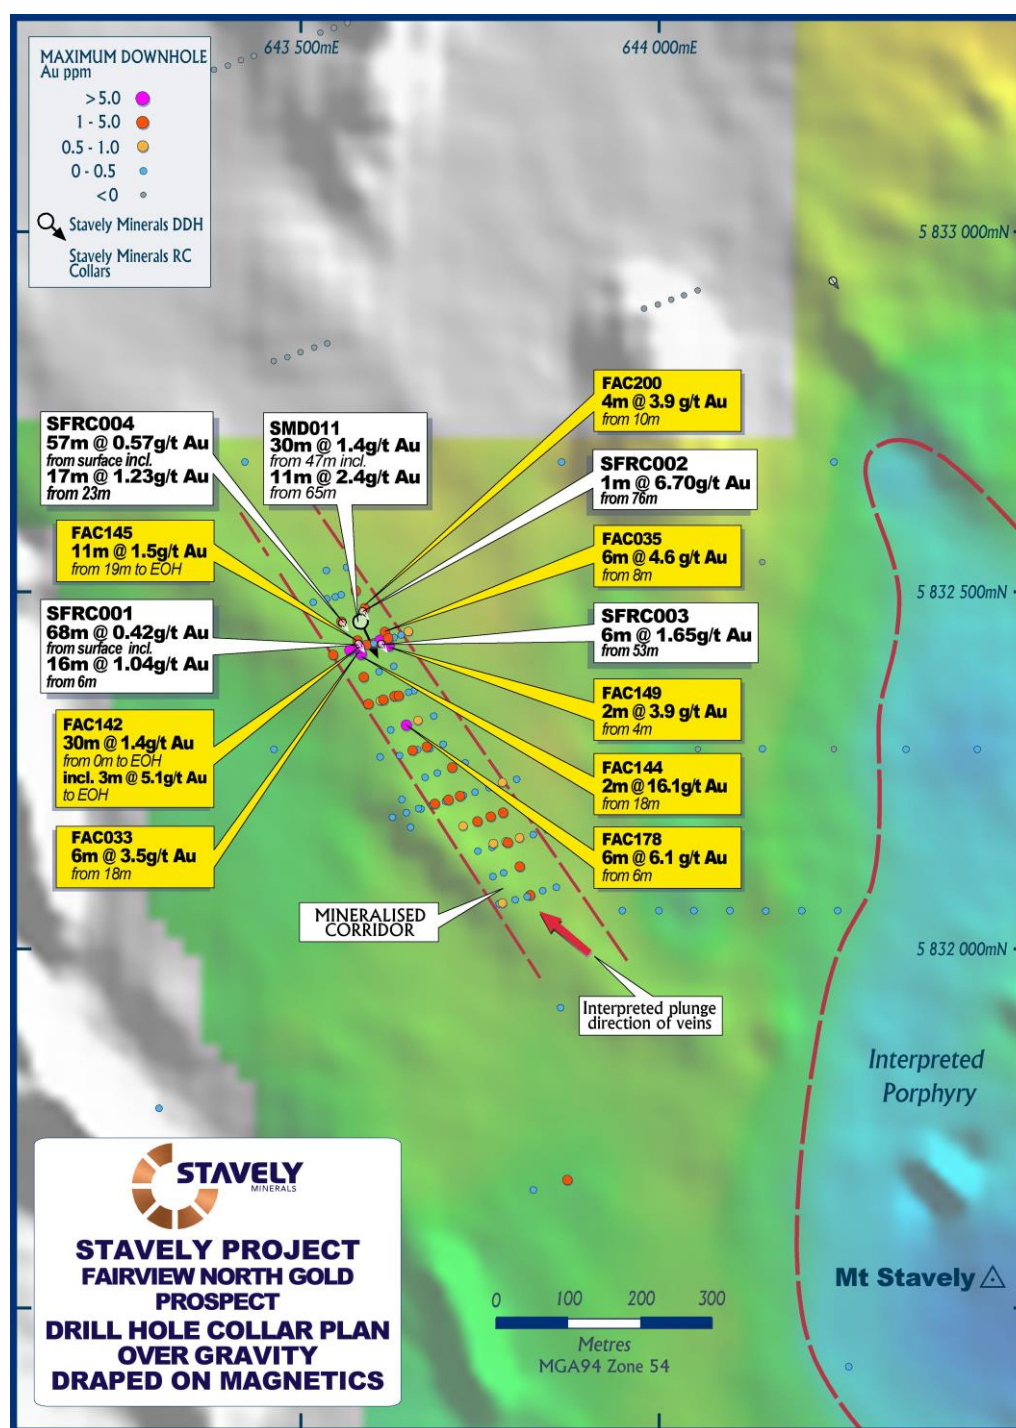 643 500mE
644 000mE
MAXIMUM DOWNHOLE
Au ppm
>5.0
1 - 5.0
0.5 - 1.0
0 - 0.5
<0
Stavely Minerals DDH
Stavely Minerals RC
Collars
5 833 000mN
FAC200
4m @ 3.9 g/t Au
from 10m
SFRC004
57m @ 0.57g/t Au
from surface incl.
17m @ 1.23g/t Au
from 23m
SMD011
30m @ 1.4g/t Au
from 47m incl.
11m @ 2.4g/t Au
from 65m
SFRC002
1m @ 6.70g/t Au
from 76m
FAC145
11m @ 1.5g/t Au
from 19m to EOH
FAC035
6m @ 4.6 g/t Au
from 8m
5 832 500mN
SFRC001
68m @ 0.42g/t Au
from surface incl.
16m @ 1.04g/t Au
from 6m
SFRC003
6m @ 1.65g/t Au
from 53m
FAC149
2m @ 3.9 g/t Au
from 4m
FAC142
30m @ 1.4g/t Au
from 0m to EOH
incl. 3m @ 5.1g/t Au
to EOH
FAC144
2m @ 16.1g/t Au
from 18m
FAC033
6m @ 3.5g/t Au
from 18m
FAC178
6m @ 6.1 g/t Au
from 6m
MINERALISED
CORRIDOR
5 832 000mN
Interpreted plunge
direction of veins
Interpreted
Porphyry
STAVELY
MINERALS
STAVELY PROJECT
FAIRVIEW NORTH GOLD
PROSPECT
DRILL HOLE COLLAR PLAN
OVER GRAVITY
DRAPED ON MAGNETICS
Mt Stavely
0 100 200 300
Metres
MGA94 Zone 54